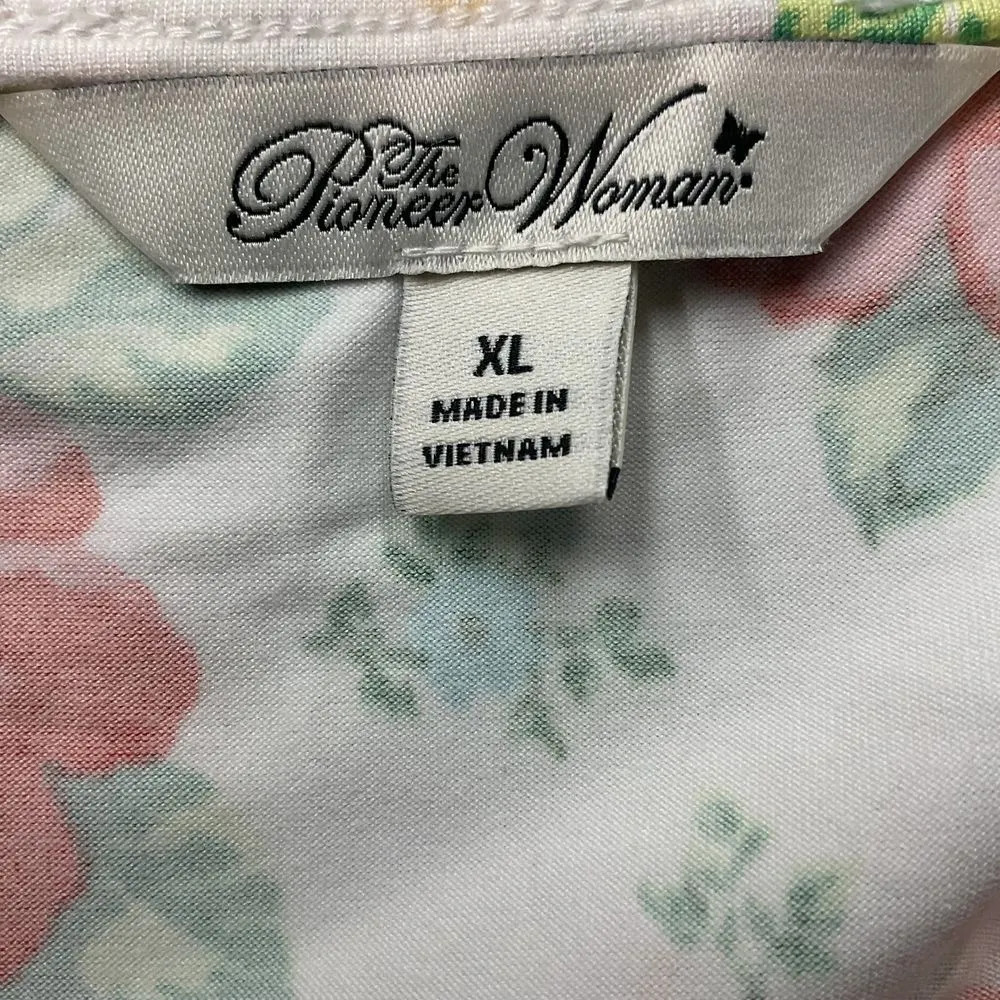 The
Pioneer Woman
XL
MADE IN
VIETNAM